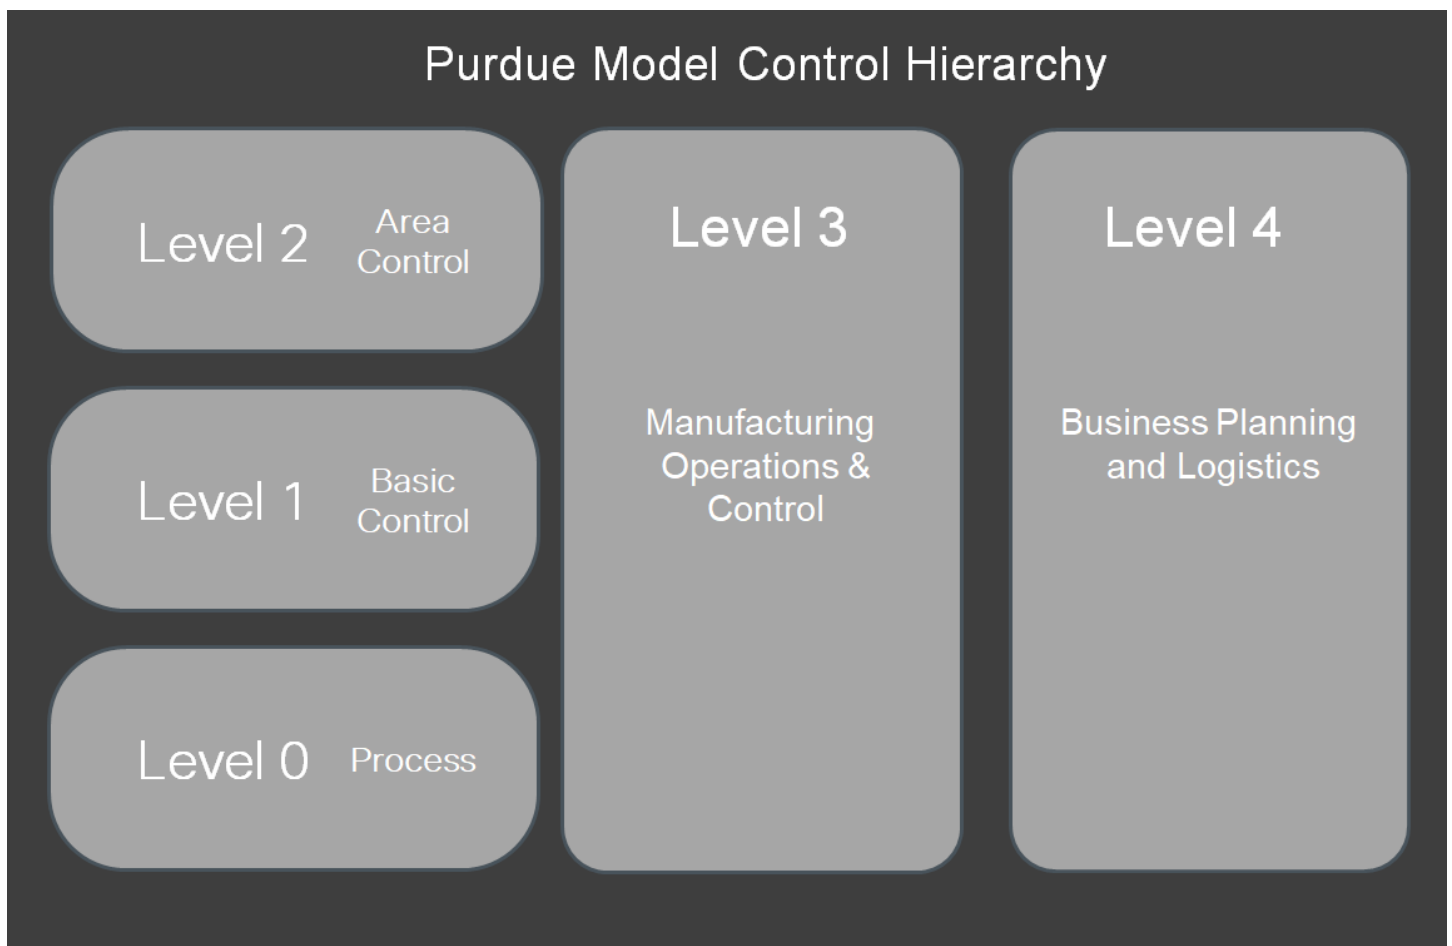 Purdue Model Control Hierarchy
Level 2
Area
Control
Level 1
Basic
Control
Level 0
Process
Level 3
Manufacturing
Operations &
Control
Level 4
Business Planning
and Logistics